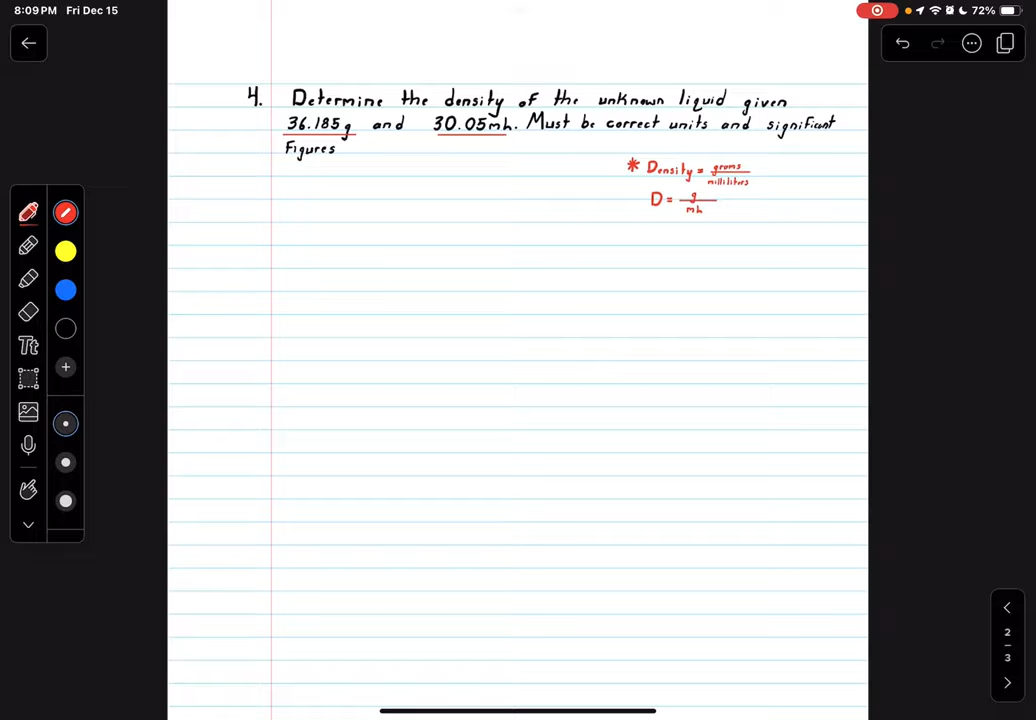 8:09 PM Fri Dec 15
72%
4. Determine the density of the unknown liquid given
36.185g and 30.05mL. Must be correct units and significant
Figures
* Density = grams / millilitres
D = g / mL
Tt
2
3